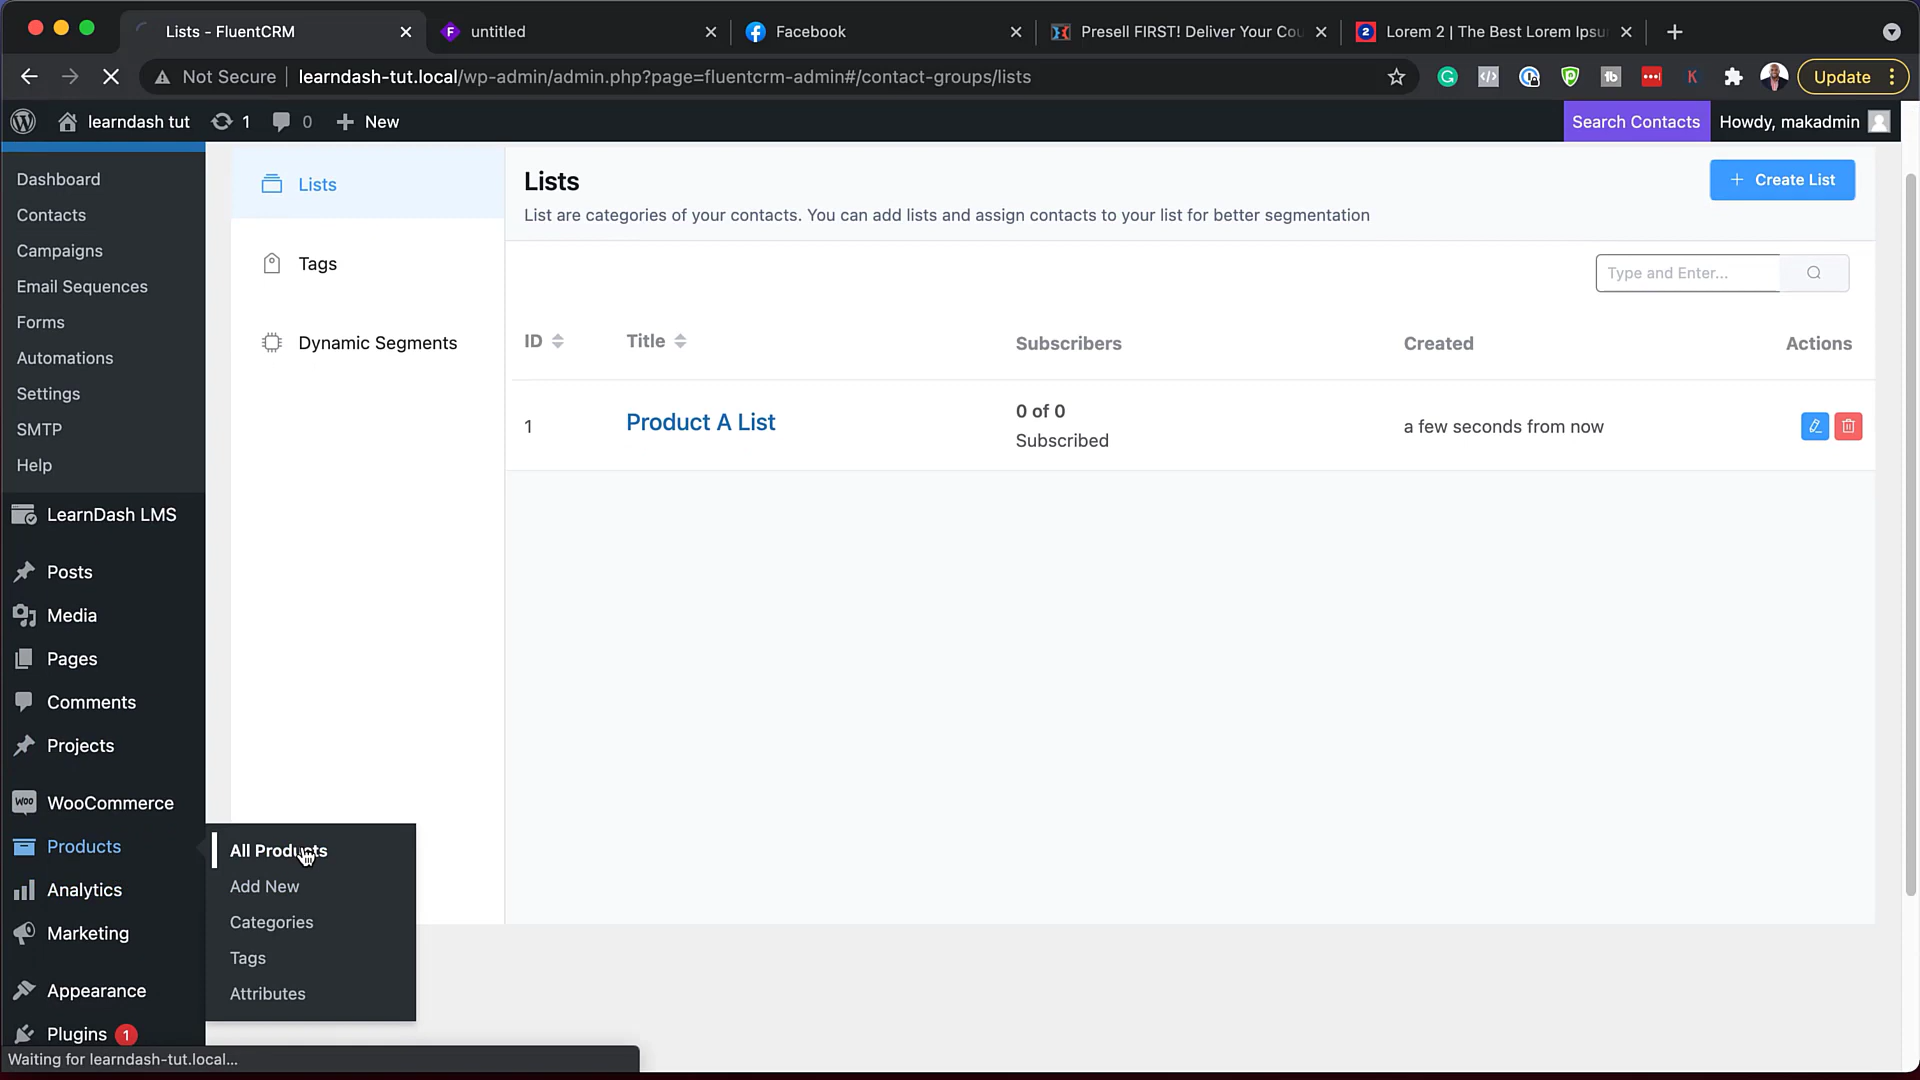 Lists - FluentCRM
untitled
Facebook
Presell FIRST! Deliver Your Cou
Lorem 2 | The Best Lorem Ipsu
Not Secure
learndash-tut.local/wp-admin/admin.php?page=fluentcrm-admin#/contact-groups/lists
Update
learndash tut
1
0
New
Search Contacts
Howdy, makadmin
Dashboard
Contacts
Campaigns
Email Sequences
Forms
Automations
Settings
SMTP
Help
LearnDash LMS
Posts
Media
Pages
Comments
Projects
WooCommerce
Products
Analytics
Marketing
Appearance
Plugins 1
All Products
Add New
Categories
Tags
Attributes
Lists
Tags
Dynamic Segments
Lists
Create List
List are categories of your contacts. You can add lists and assign contacts to your list for better segmentation
Type and Enter...
ID Title Subscribers Created Actions
1 Product A List 0 of 0 a few seconds from now
Subscribed
Waiting for learndash-tut.local...